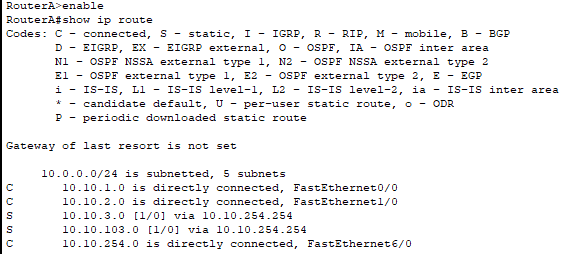 RouterA>enable
RouterA#show ip route
Codes: C - connected, S - static, I - IGRP, R - RIP, M - mobile, B - BGP
D - EIGRP, EX - EIGRP external, O - OSPF, IA - OSPF inter area
N1 - OSPF NSSA external type 1, N2 - OSPF NSSA external type 2
E1 - OSPF external type 1, E2 - OSPF external type 2, E - EGP
i - IS-IS, L1 - IS-IS level-1, L2 - IS-IS level-2, ia - IS-IS inter area
* - candidate default, U - per-user static route, o - ODR
P - periodic downloaded static route
Gateway of last resort is not set
10.0.0.0/24 is subnetted, 5 subnets
C 10.10.1.0 is directly connected, FastEthernet0/0
C 10.10.2.0 is directly connected, FastEthernet1/0
S 10.10.3.0 [1/0] via 10.10.254.254
S 10.10.103.0 [1/0] via 10.10.254.254
C 10.10.254.0 is directly connected, FastEthernet6/0